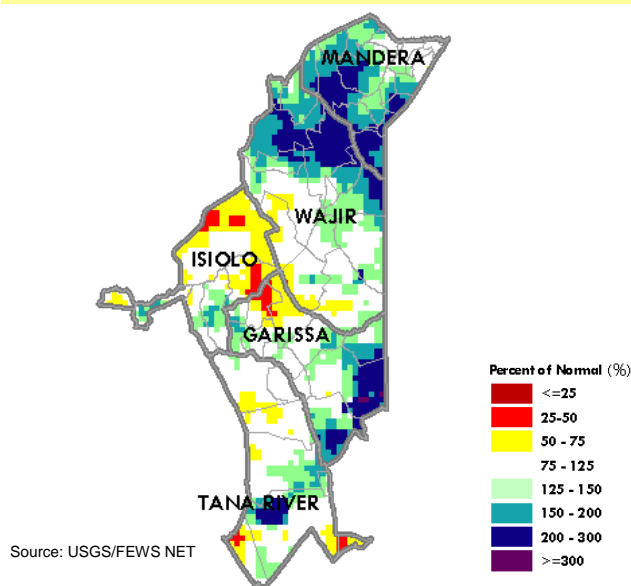 MANDERA
WAJIR
ISIOLO
GARISSA
TANA RIVER
Percent of Normal (%)
<=25
25-50
50 - 75
75 - 125
125 - 150
150 - 200
200 - 300
>=300
Source: USGS/FEWS NET